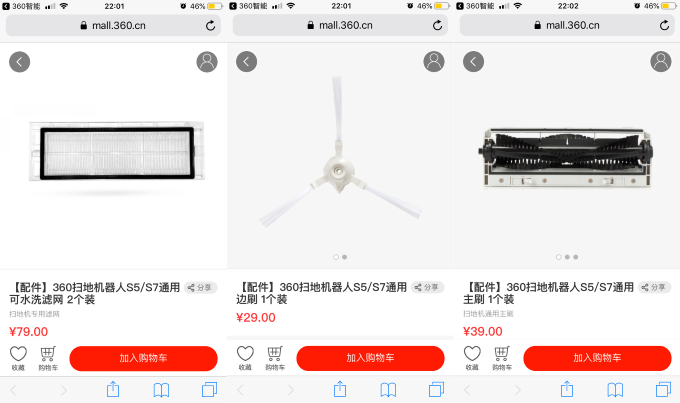 360智能
22:01
46%
mall.360.cn
【配件】360扫地机器人S5/S7通用
可水洗滤网 2个装
分享
扫地机专用滤网
¥79.00
收藏
购物车
加入购物车
360智能
22:01
46%
mall.360.cn
【配件】360扫地机器人S5/S7通用
边刷 1个装
分享
¥29.00
收藏
购物车
加入购物车
360智能
22:02
46%
mall.360.cn
【配件】360扫地机器人S5/S7通用
主刷 1个装
分享
扫地机通用主刷
¥39.00
收藏
购物车
加入购物车